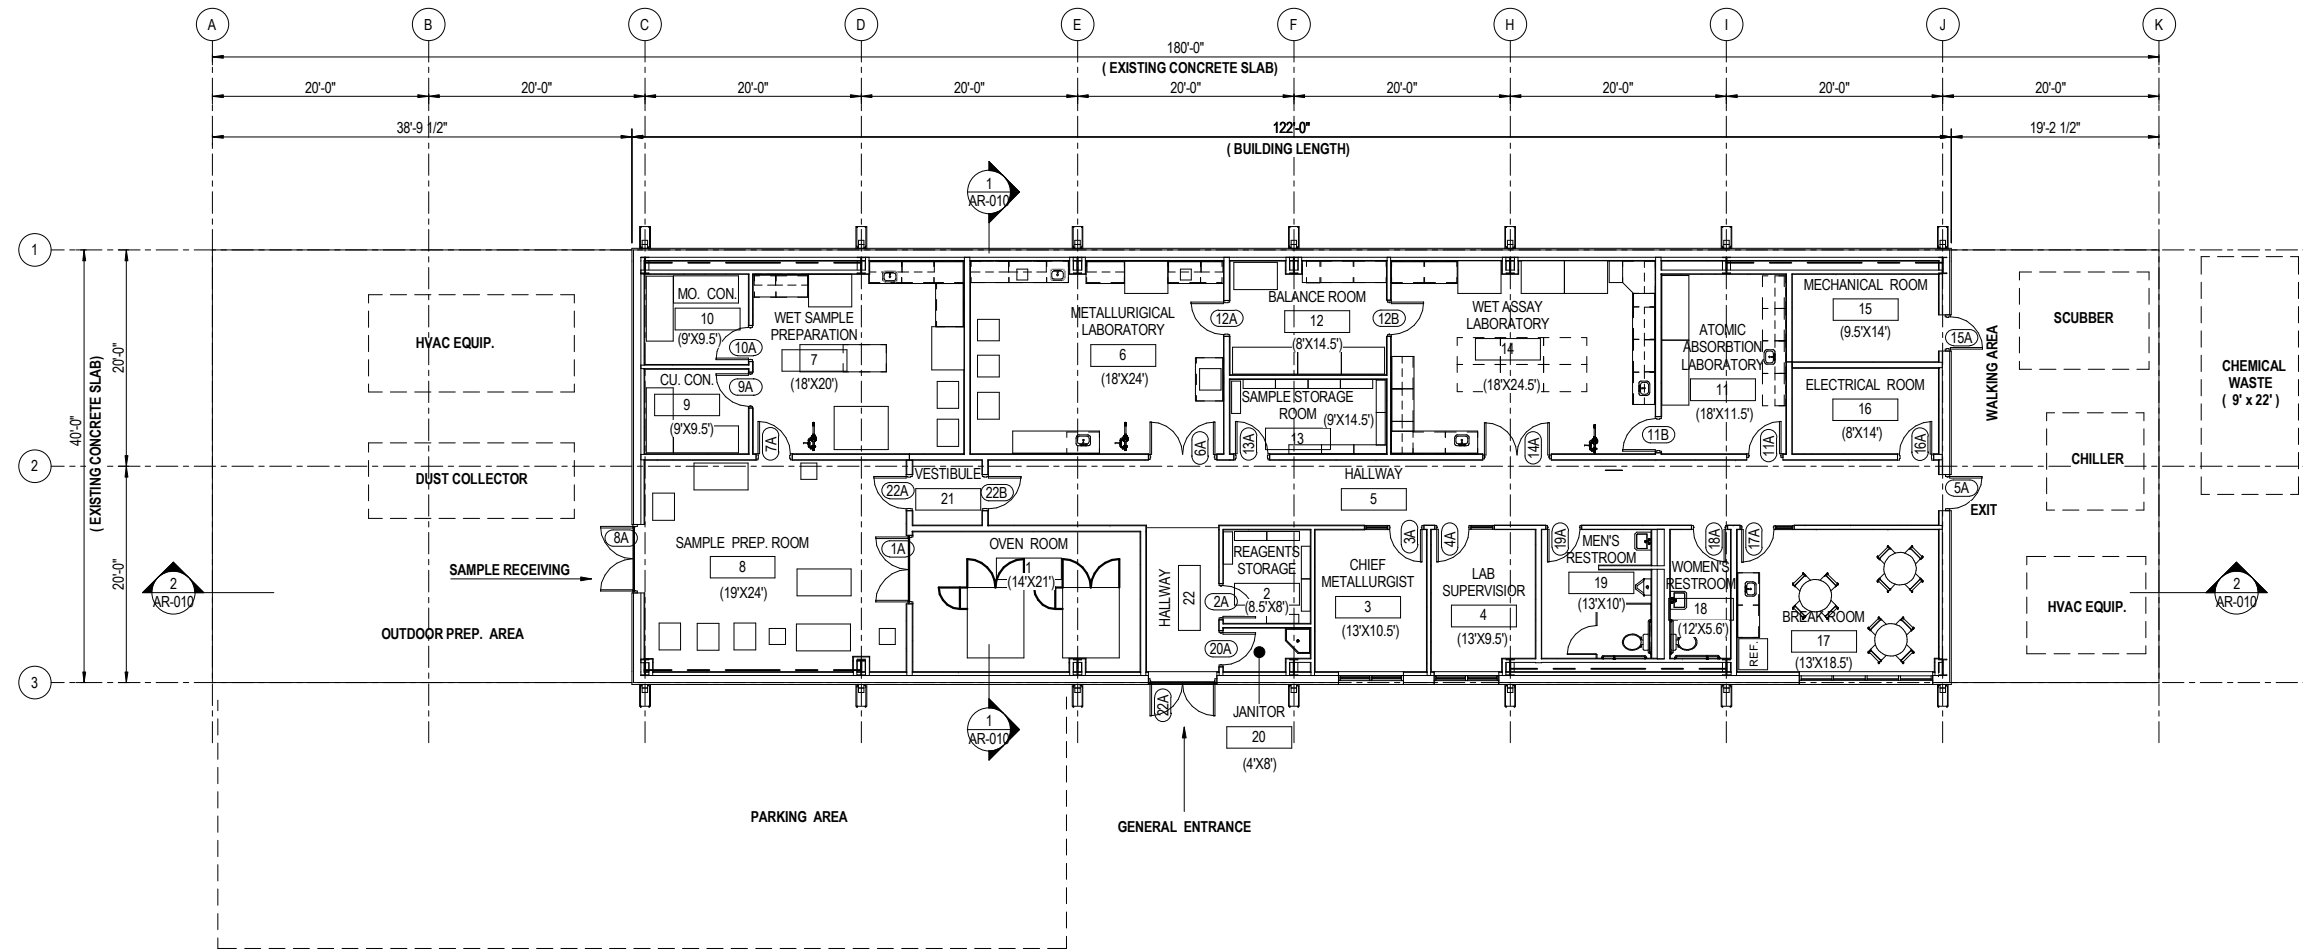 A B C D E F H I J K
180'-0"
( EXISTING CONCRETE SLAB)
20'-0" 20'-0" 20'-0" 20'-0" 20'-0" 20'-0" 20'-0" 20'-0" 20'-0"
38'-9 1/2" 122'-0" 19'-2 1/2"
( BUILDING LENGTH)
1
AR-010
1
2
3
40'-0"
( EXISTING CONCRETE SLAB)
20'-0"
20'-0"
HVAC EQUIP.
DUST COLLECTOR
SAMPLE RECEIVING
OUTDOOR PREP. AREA
2
AR-010
MO. CON.
10
(9'X9.5')
10A
CU. CON.
9
(9'X9.5')
9A
WET SAMPLE
PREPARATION
7
(18'X20')
7A
METALLURIGICAL
LABORATORY
6
(18'X24')
6A
12A
BALANCE ROOM
12
(8'X14.5')
12B
SAMPLE STORAGE
ROOM
(9'X14.5')
13
13A
WET ASSAY
LABORATORY
14
(18'X24.5')
14A
11B
ATOMIC
ABSORBTION
LABORATORY
11
(18'X11.5')
11A
MECHANICAL ROOM
15
(9.5'X14')
15A
ELECTRICAL ROOM
16
(8'X14')
16A
WALKING AREA
SCUBBER
CHILLER
HVAC EQUIP.
CHEMICAL
WASTE
( 9' x 22' )
VESTIBULE
21
22A
22B
HALLWAY
5
5A
EXIT
8A
SAMPLE PREP. ROOM
8
(19'X24')
1A
OVEN ROOM
1
(14'X21')
HALLWAY
22
REAGENTS
STORAGE
2
(8.5'X8')
2A
20A
CHIEF
METALLURGIST
3
(13'X10.5')
3A
LAB
SUPERVISIOR
4
(13'X9.5')
4A
MEN'S
RESTROOM
19
(13'X10')
19A
WOMEN'S
RESTROOM
18
(12'X5.6')
18A
BREAK ROOM
17
(13'X18.5')
17A
REF.
2
AR-010
1
AR-010
22A
JANITOR
20
(4'X8')
PARKING AREA
GENERAL ENTRANCE